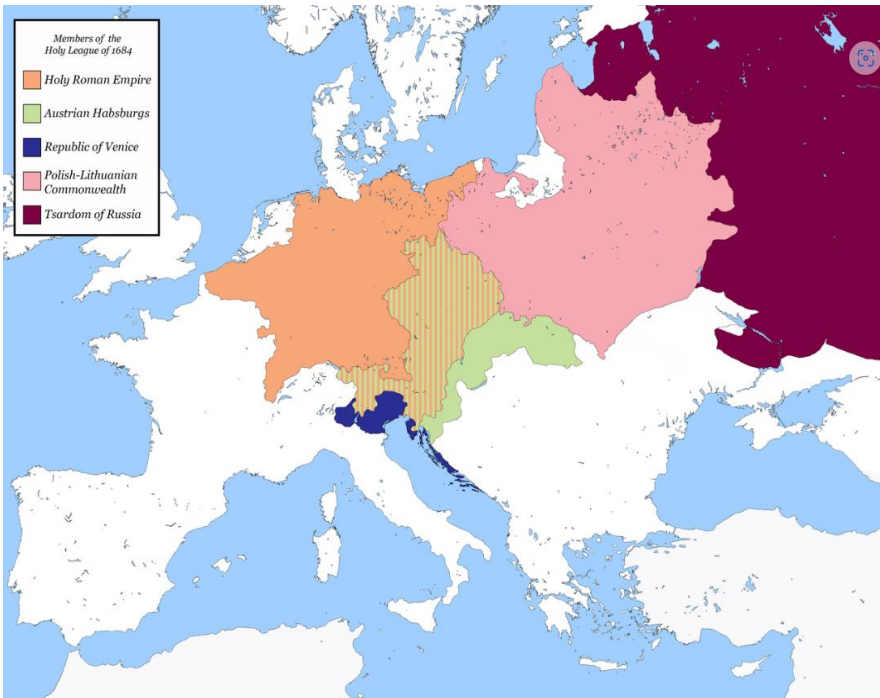 Members of the
Holy League of 1684
Holy Roman Empire
Austrian Habsburgs
Republic of Venice
Polish-Lithuanian
Commonwealth
Tsardom of Russia